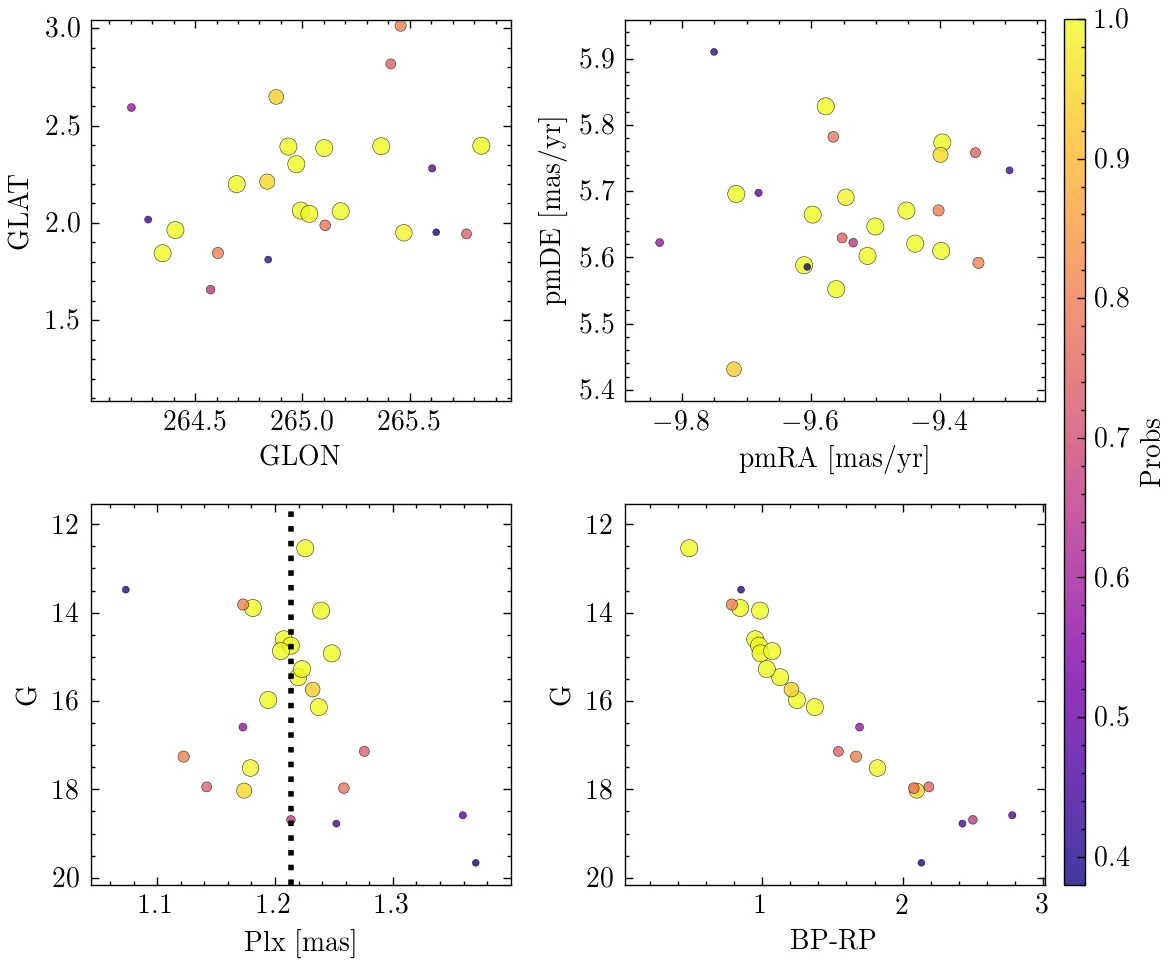 3.0
2.5
2.0
1.5
GLAT
264.5 265.0 265.5
GLON
5.9
5.8
5.7
5.6
5.5
5.4
pmDE [mas/yr]
−9.8 −9.6 −9.4
pmRA [mas/yr]
1.0
0.9
0.8
0.7
0.6
0.5
0.4
Probs
12
14
16
18
20
G
1.1 1.2 1.3
Plx [mas]
12
14
16
18
20
G
1 2 3
BP-RP